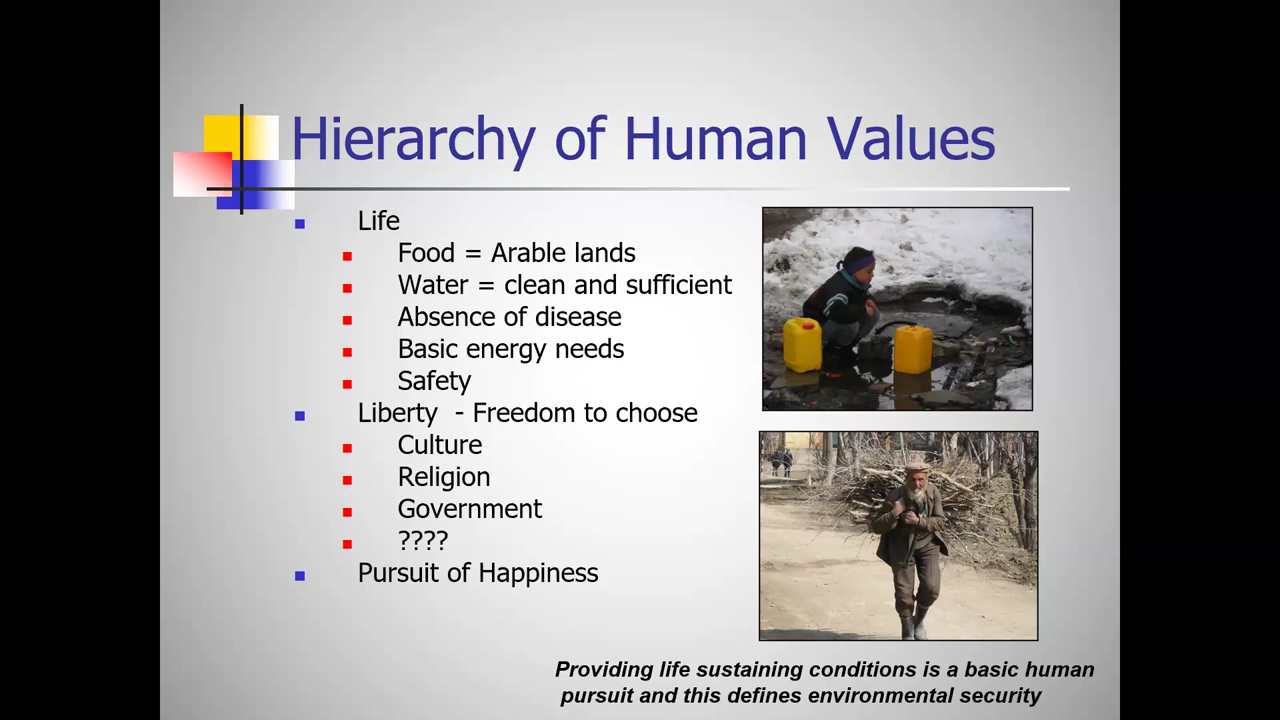 Hierarchy of Human Values
Life
Food = Arable lands
Water = clean and sufficient
Absence of disease
Basic energy needs
Safety
Liberty - Freedom to choose
Culture
Religion
Government
????
Pursuit of Happiness
Providing life sustaining conditions is a basic human
pursuit and this defines environmental security